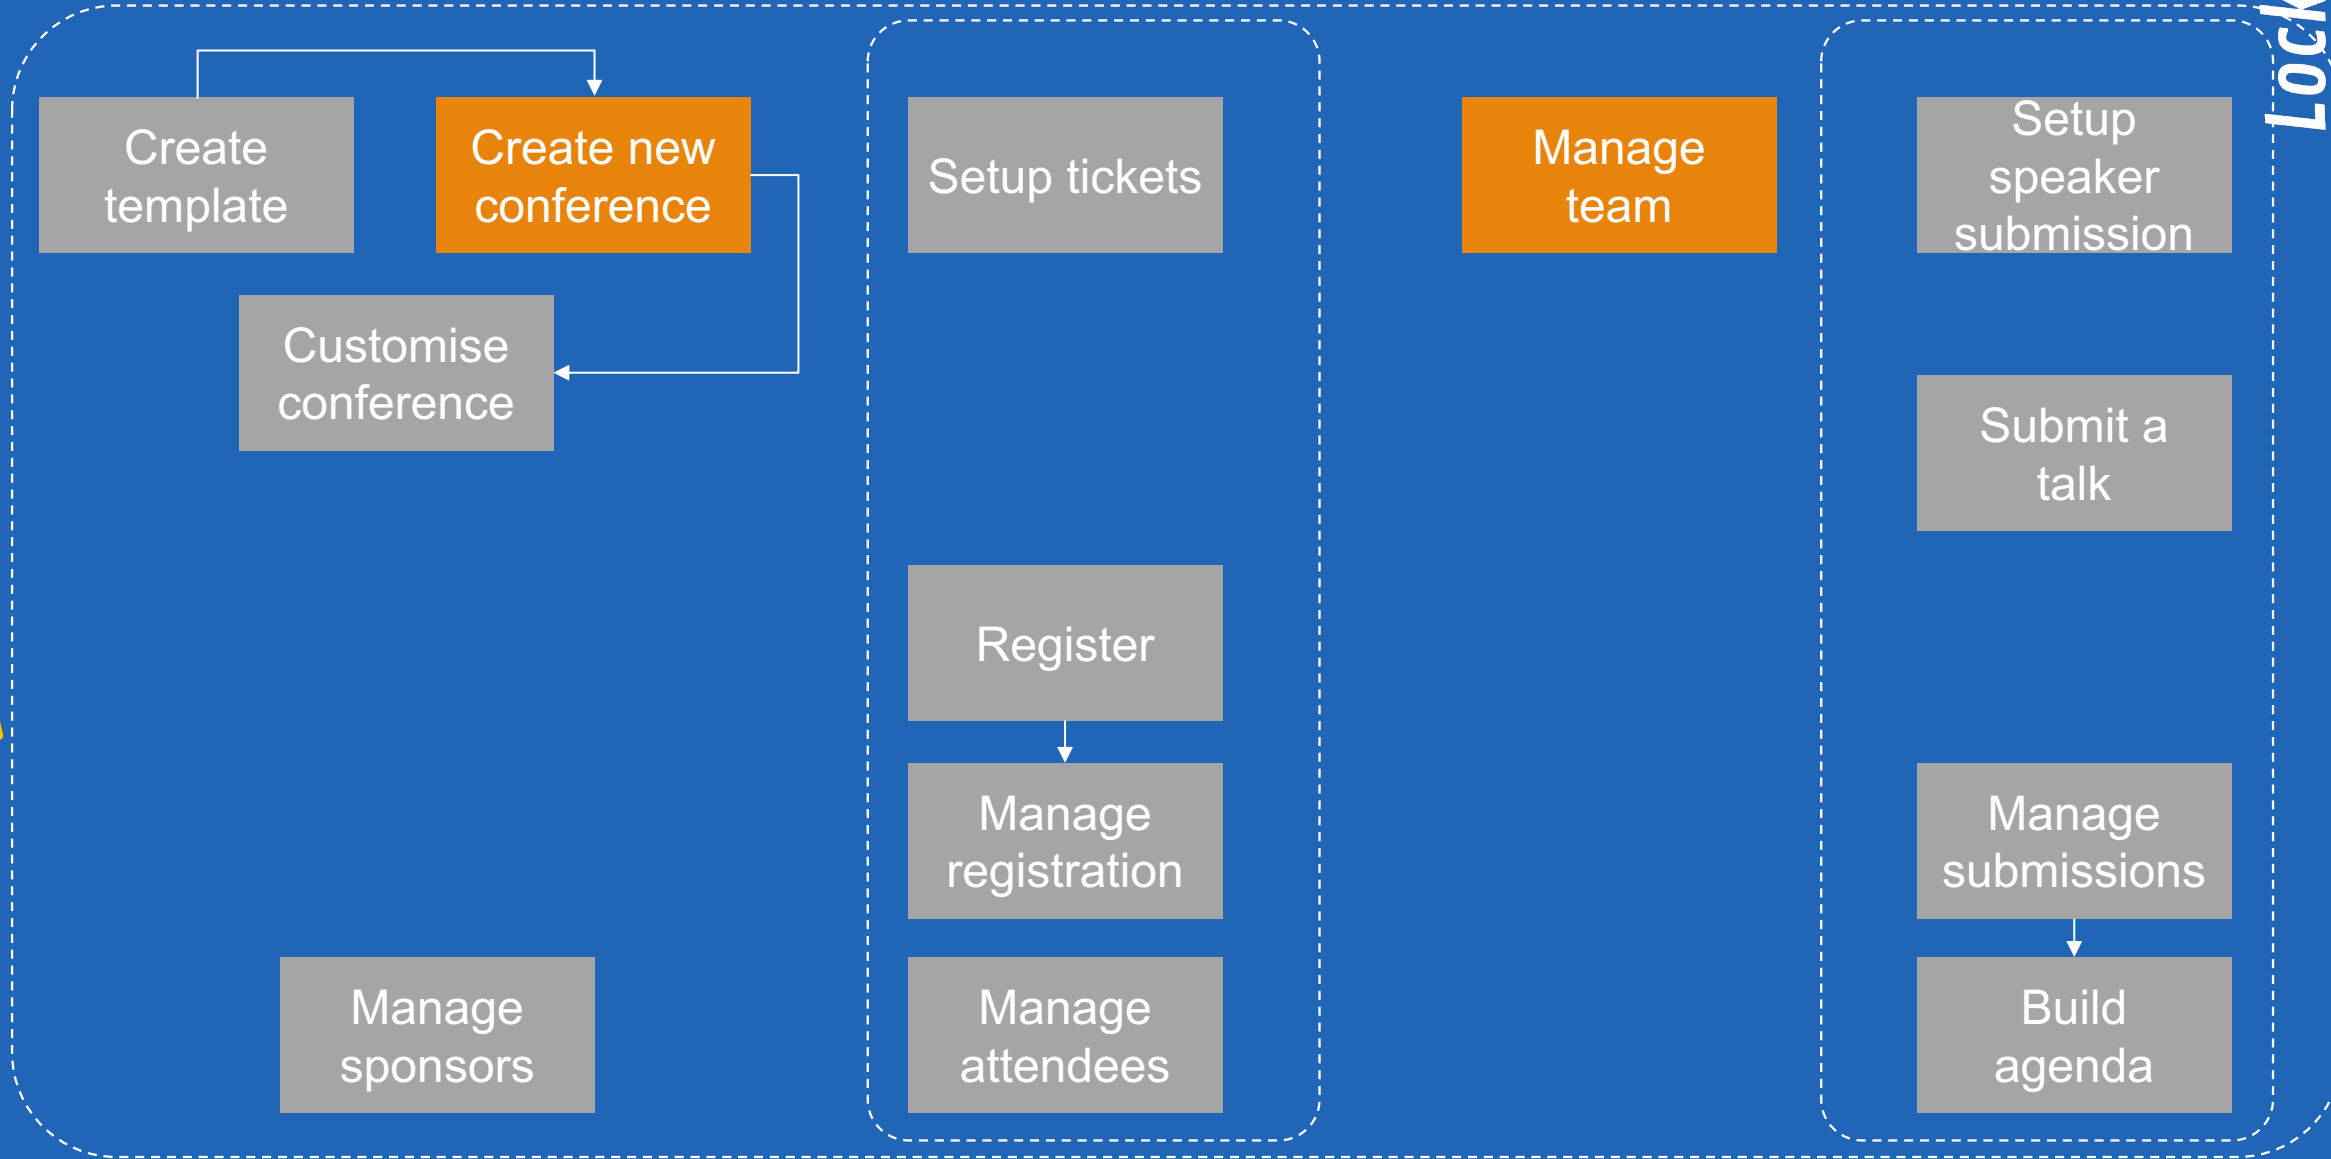 Create
template
Create new
conference
Setup tickets
Manage
team
Setup
speaker
submission
Customise
conference
Submit a
talk
Register
Manage
registration
Manage
submissions
Manage
sponsors
Manage
attendees
Build
agenda